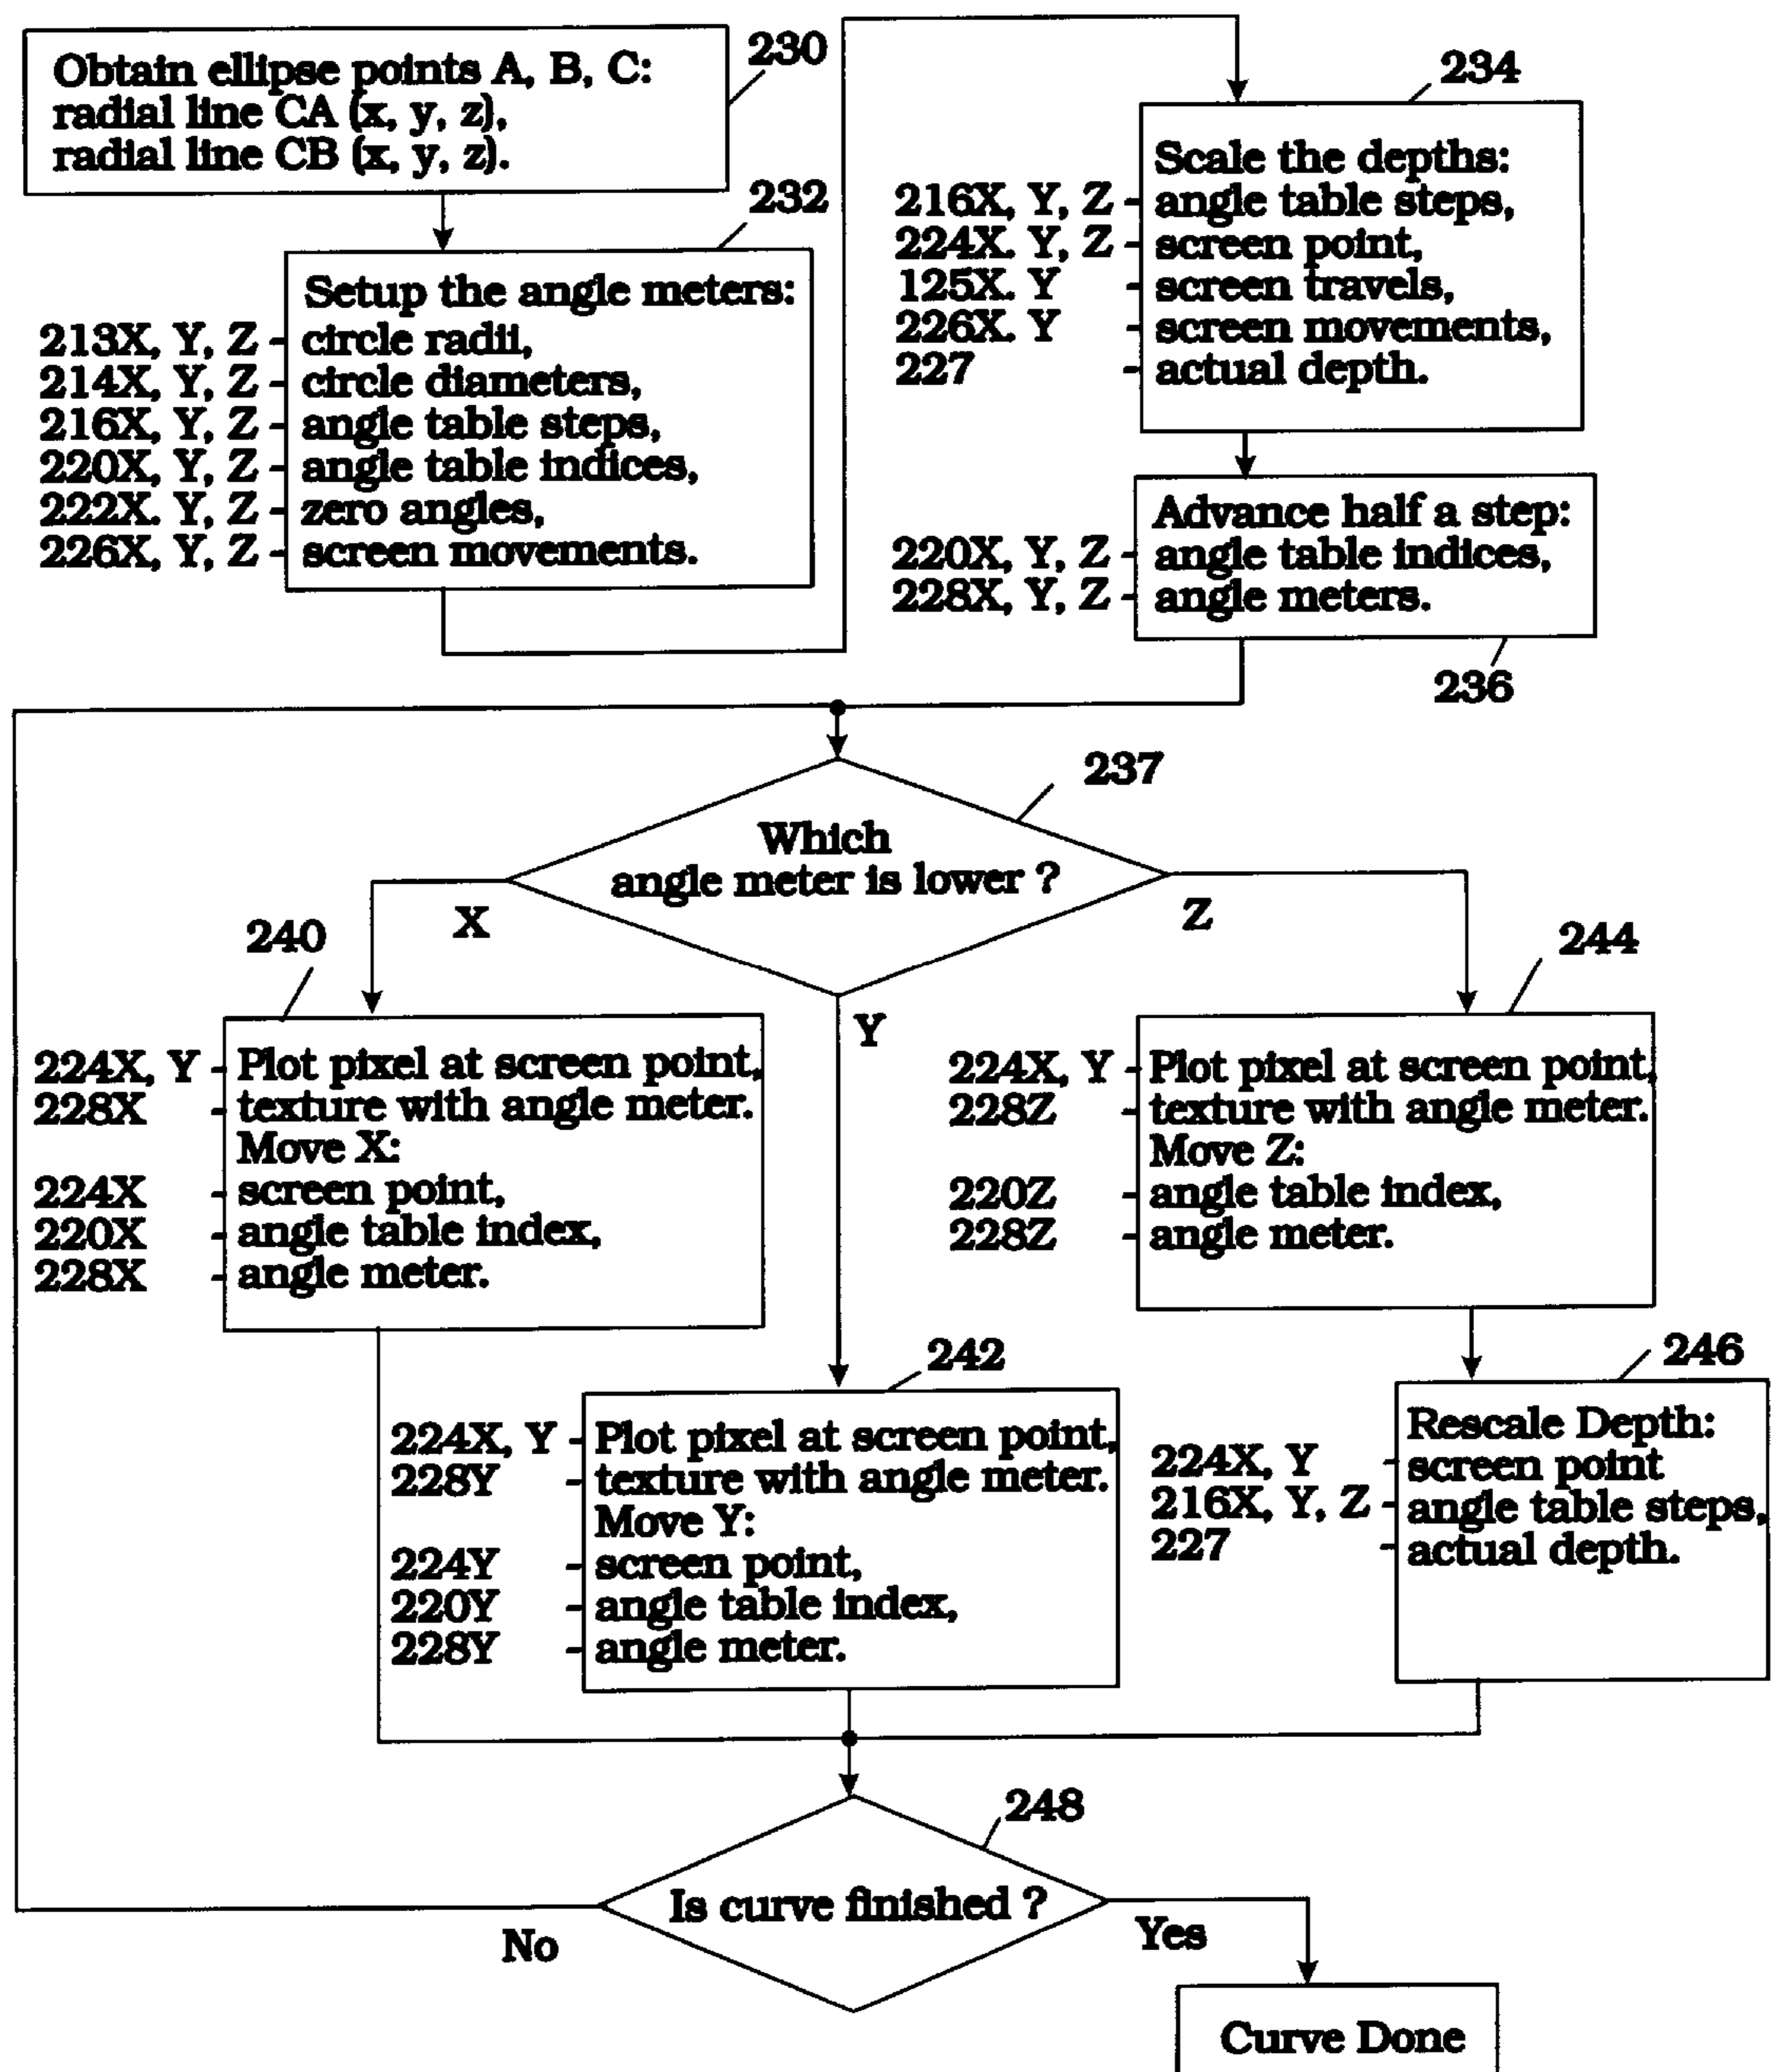 230
Obtain ellipse points A, B, C:
radial line CA (x, y, z),
radial line CB (x, y, z).
232
Setup the angle meters:
213X, Y, Z - circle radii,
214X, Y, Z - circle diameters,
216X, Y, Z - angle table steps,
220X, Y, Z - angle table indices,
222X. Y, Z - zero angles,
226X, Y, Z - screen movements.
234
Scale the depths:
216X, Y, Z - angle table steps,
224X. Y, Z - screen point,
125X. Y - screen travels,
226X. Y - screen movements,
227 - actual depth.
Advance half a step:
220X, Y, Z - angle table indices,
228X, Y, Z - angle meters.
236
237
Which
angle meter is lower ?
X
Y
Z
240
224X, Y - Plot pixel at screen point,
228X - texture with angle meter.
Move X:
224X - screen point,
220X - angle table index,
228X - angle meter.
244
224X, Y - Plot pixel at screen point,
228Z - texture with angle meter.
Move Z:
220Z - angle table index,
228Z - angle meter.
242
224X, Y - Plot pixel at screen point,
228Y - texture with angle meter.
Move Y:
224Y - screen point,
220Y - angle table index,
228Y - angle meter.
246
Rescale Depth:
224X, Y - screen point
216X, Y, Z - angle table steps,
227 - actual depth.
248
Is curve finished ?
No
Yes
Curve Done